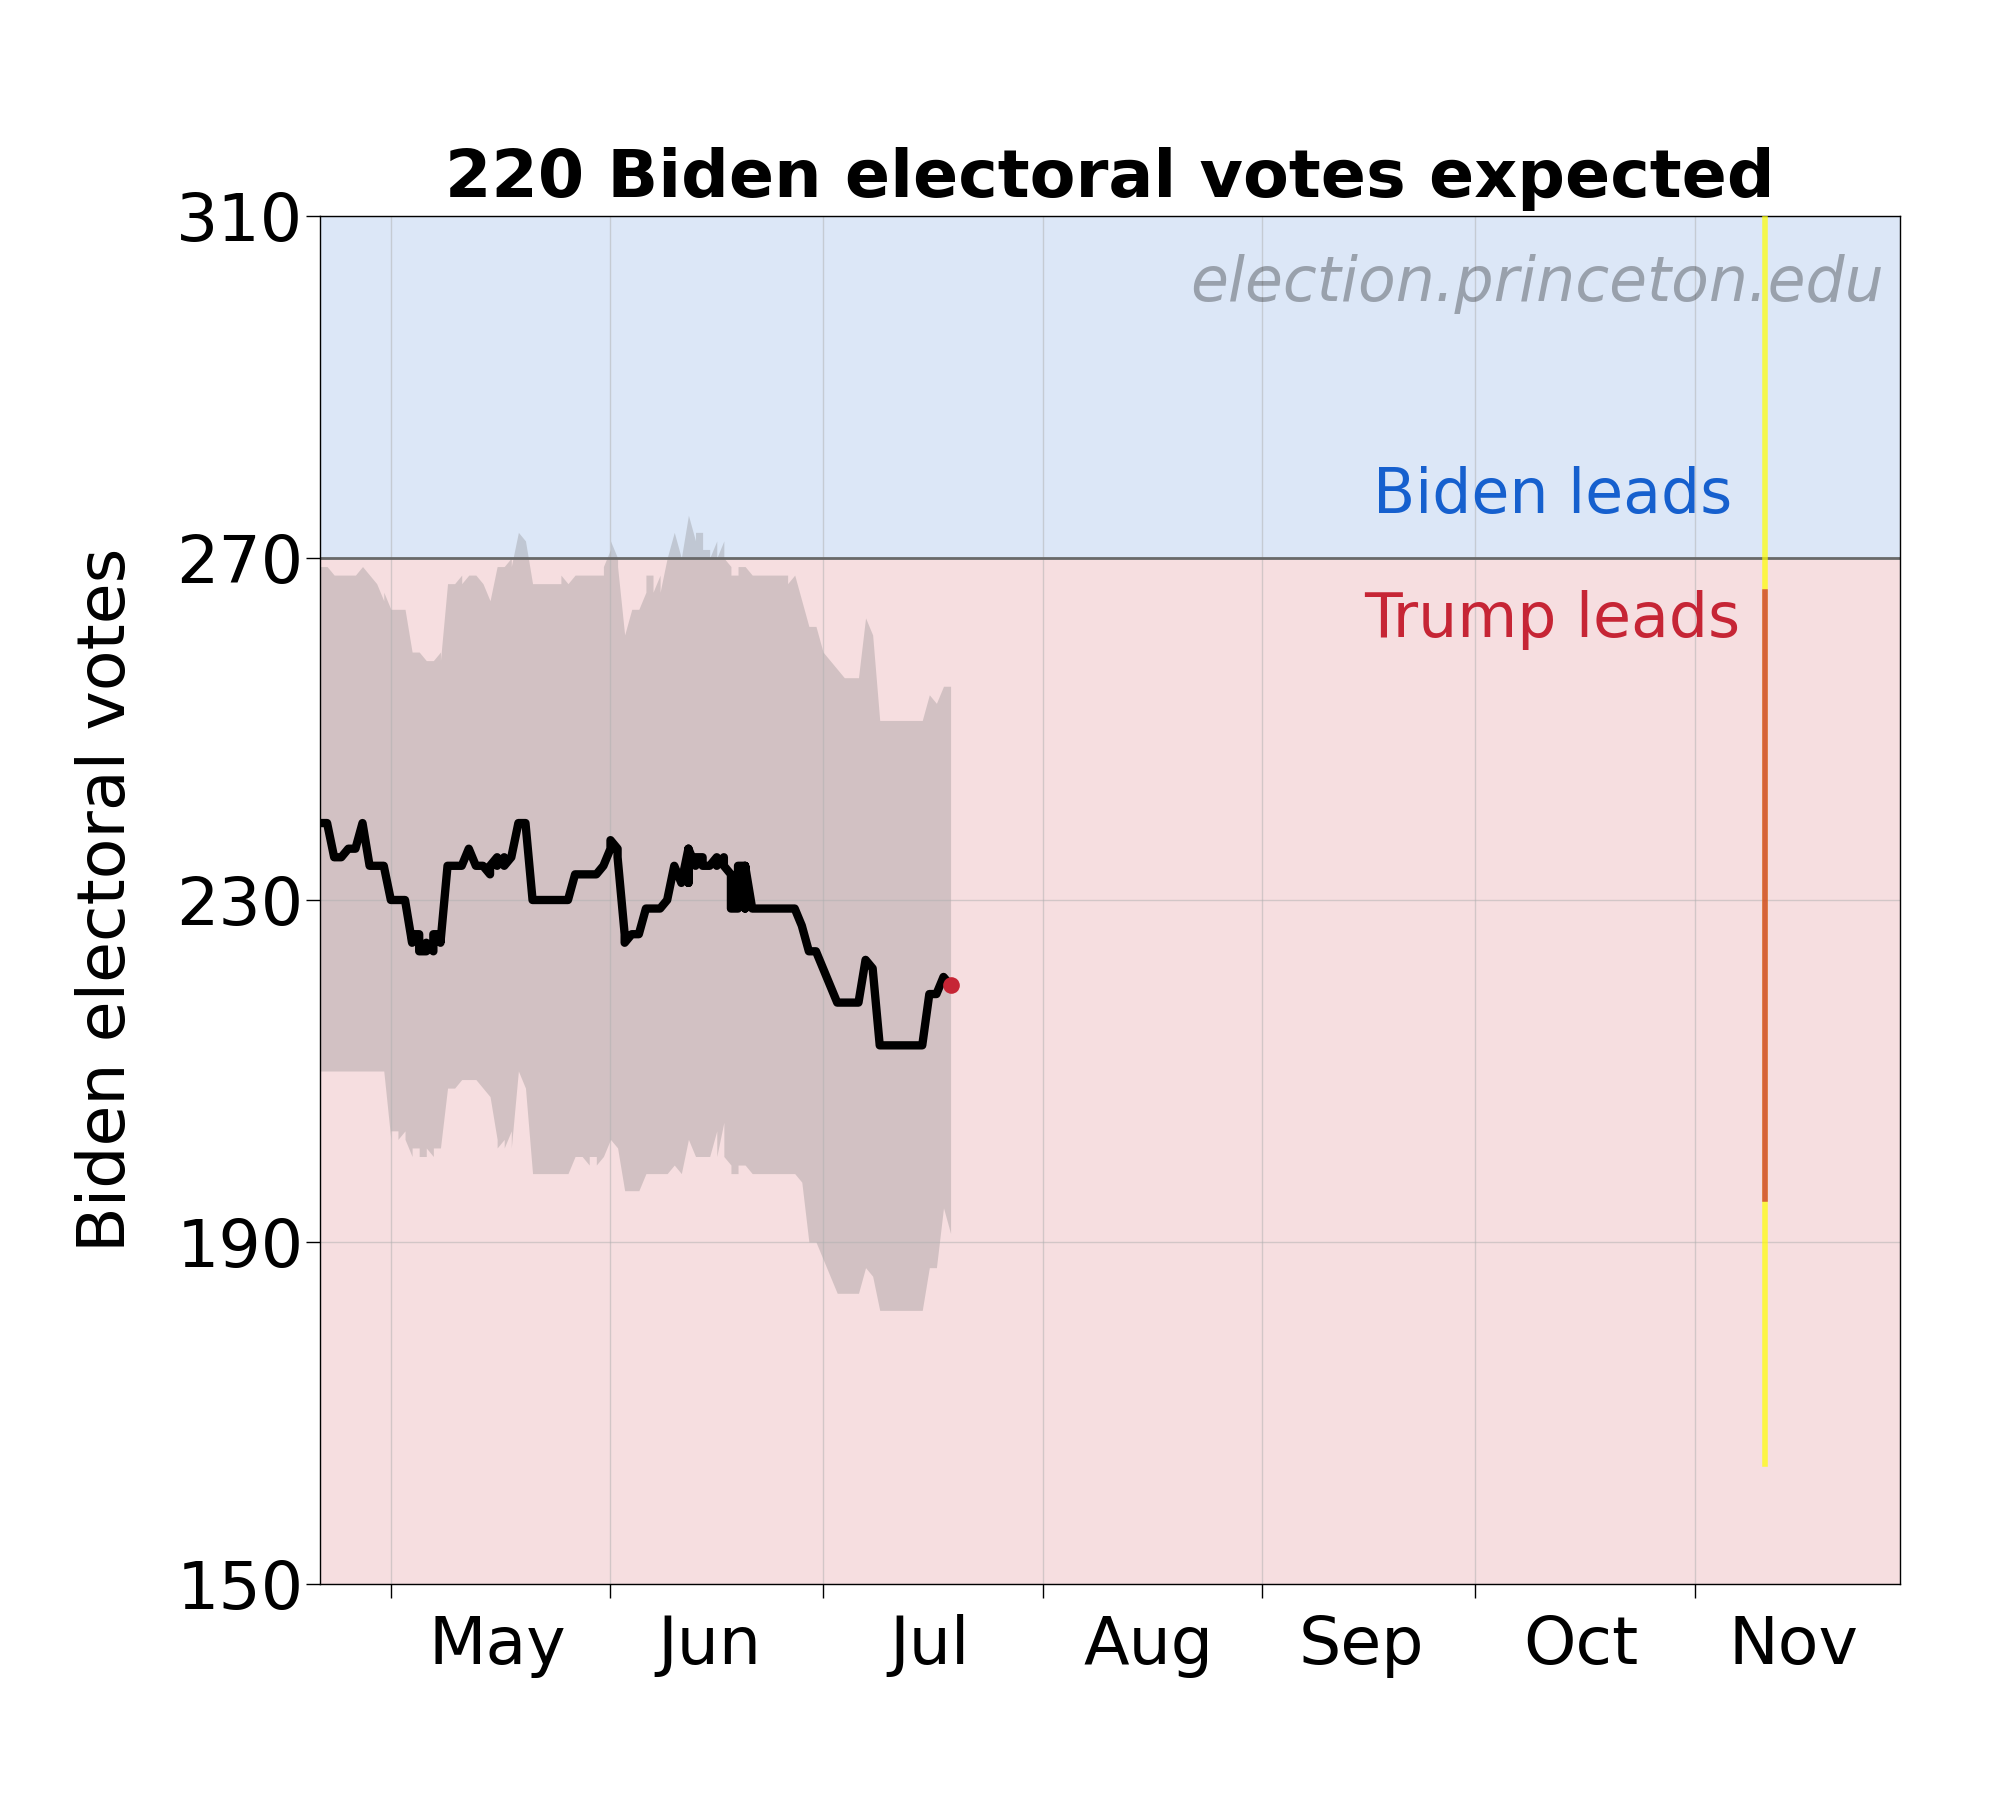 220 Biden electoral votes expected
310
election.princeton.edu
Biden leads
270
Trump leads
Biden electoral votes
230
190
150
May Jun Jul Aug Sep Oct Nov